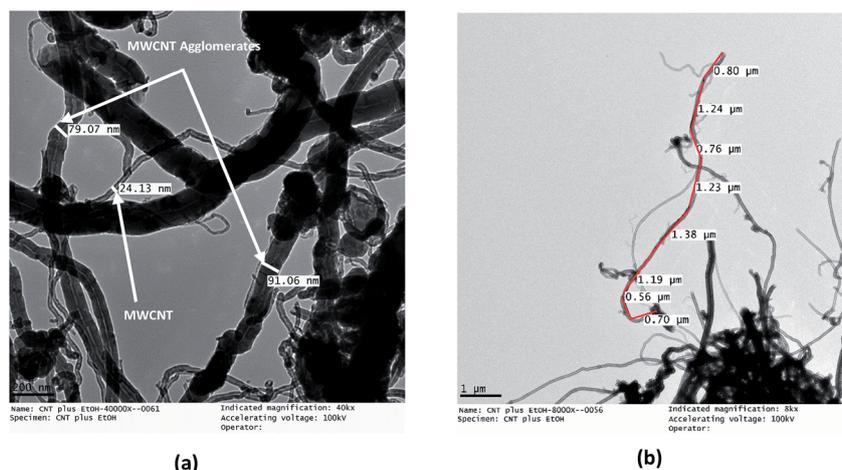 MWCNT Agglomerates
79.07 nm
24.13 nm
91.06 nm
MWCNT
200 nm
Name: CNT plus EtOH-40000X--0061
Specimen: CNT plus EtOH
Indicated magnification: 40kx
Accelerating voltage: 100kV
Operator:
(a)
0.80 µm
1.24 µm
0.76 µm
1.23 µm
1.38 µm
1.19 µm
0.56 µm
0.70 µm
1 µm
Name: CNT plus EtOH-8000X--0056
Specimen: CNT plus EtOH
Indicated magnification: 8kx
Accelerating voltage: 100kV
Operator:
(b)